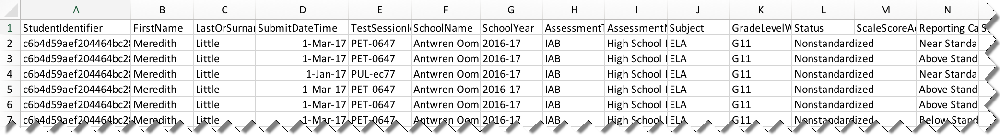 A B C D E F G H I J K L M N
1 StudentIdentifier FirstName LastOrSurnar SubmitDateTime TestSessionI SchoolName SchoolYear AssessmentT AssessmentN Subject GradeLevelW Status ScaleScoreAc Reporting Ca S
2 c6b4d59aef204464bc28 Meredith Little 1-Mar-17 PET-0647 Antwren Oom 2016-17 IAB High School I ELA G11 Nonstandardized Near Standa
3 c6b4d59aef204464bc28 Meredith Little 1-Mar-17 PET-0647 Antwren Oom 2016-17 IAB High School I ELA G11 Nonstandardized Above Stand
4 c6b4d59aef204464bc28 Meredith Little 1-Jan-17 PUL-ec77 Antwren Oom 2016-17 IAB High School I ELA G11 Nonstandardized Near Standa
5 c6b4d59aef204464bc28 Meredith Little 1-Mar-17 PET-0647 Antwren Oom 2016-17 IAB High School I ELA G11 Nonstandardized Above Stand
6 c6b4d59aef204464bc28 Meredith Little 1-Mar-17 PET-0647 Antwren Oom 2016-17 IAB High School I ELA G11 Nonstandardized Above Stand
7 c6b4d59aef204464bc28 Meredith Little 1-Mar-17 PET-0647 Antwren Oom 2016-17 IAB High School I ELA G11 Nonstandardized Below Stand